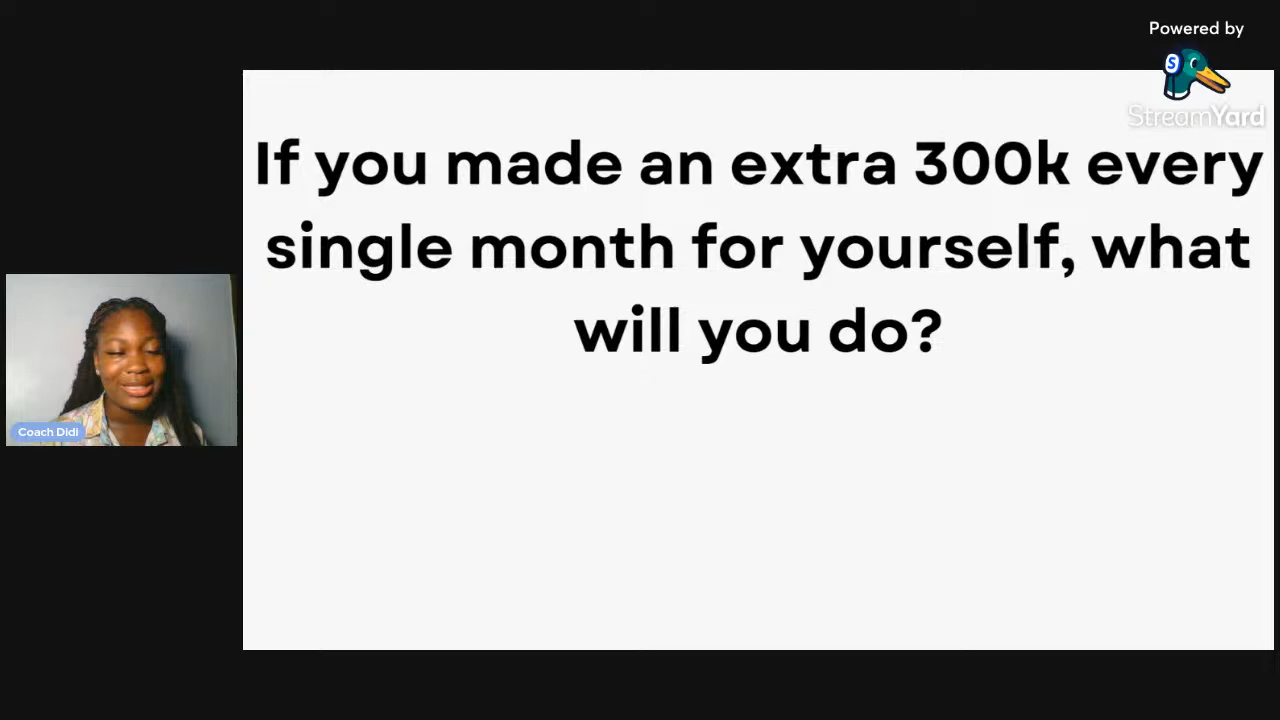 Powered by
S
StreamYard
If you made an extra 300k every
single month for yourself, what
will you do?
Coach Didi